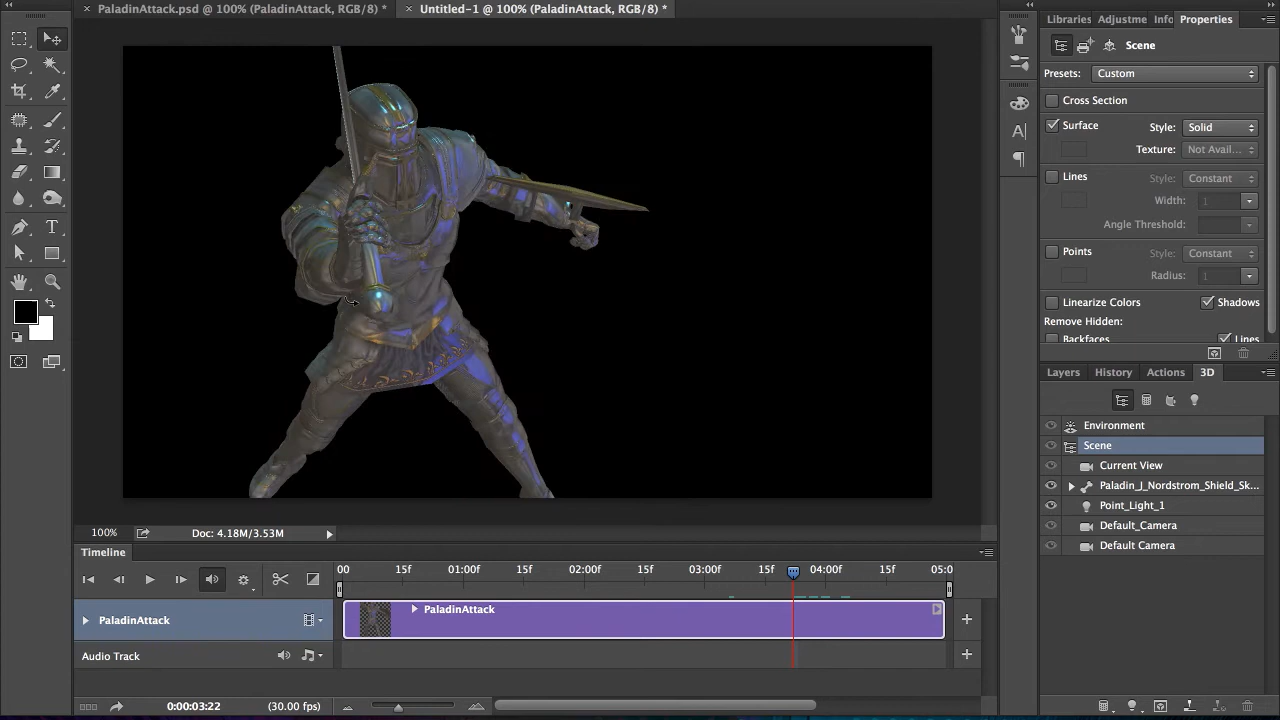 PaladinAttack.psd @ 100% (PaladinAttack, RGB/8) *
Untitled-1 @ 100% (PaladinAttack, RGB/8) *
Libraries Adjustme Info Properties
Scene
Presets: Custom
Cross Section
Surface Style: Solid
Texture: Not Avail...
Lines Style: Constant
Width: 1
Angle Threshold:
Points Style: Constant
Radius: 1
Linearize Colors Shadows
Remove Hidden:
Backfaces Lines
Layers History Actions 3D
Environment
Scene
Current View
Paladin_J_Nordstrom_Shield_Sk...
Point_Light_1
Default_Camera
Default Camera
100% Doc: 4.18M/3.53M
Timeline
00 15f 01:00f 15f 02:00f 15f 03:00f 15f 04:00f 15f 05:0
PaladinAttack
PaladinAttack
Audio Track
0:00:03:22 (30.00 fps)